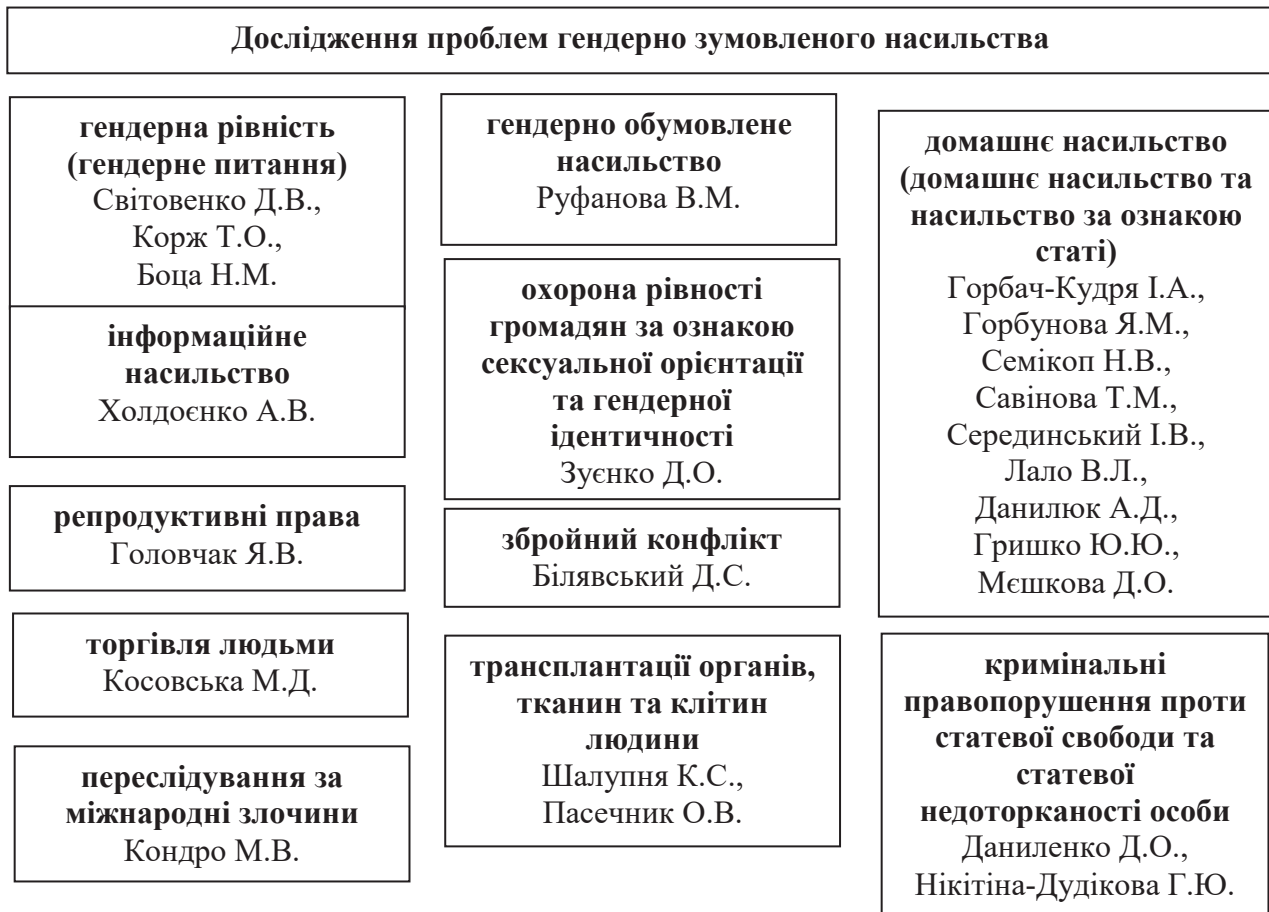 Дослідження проблем гендерно зумовленого насильства
гендерна рівність
(гендерне питання)
Світовенко Д.В.,
Корж Т.О.,
Боца Н.М.
інформаційне
насильство
Холдоєнко А.В.
репродуктивні права
Головчак Я.В.
торгівля людьми
Косовська М.Д.
переслідування за
міжнародні злочини
Кондро М.В.
гендерно обумовлене
насильство
Руфанова В.М.
охорона рівності
громадян за ознакою
сексуальної орієнтації
та гендерної
ідентичності
Зуєнко Д.О.
збройний конфлікт
Білявський Д.С.
трансплантації органів,
тканин та клітин
людини
Шалупня К.С.,
Пасечник О.В.
домашнє насильство
(домашнє насильство та
насильство за ознакою
статі)
Горбач-Кудря І.А.,
Горбунова Я.М.,
Семікоп Н.В.,
Савінова Т.М.,
Серединський І.В.,
Лало В.Л.,
Данилюк А.Д.,
Гришко Ю.Ю.,
Мєшкова Д.О.
кримінальні
правопорушення проти
статевої свободи та
статевої
недоторканості особи
Даниленко Д.О.,
Нікітіна-Дудікова Г.Ю.